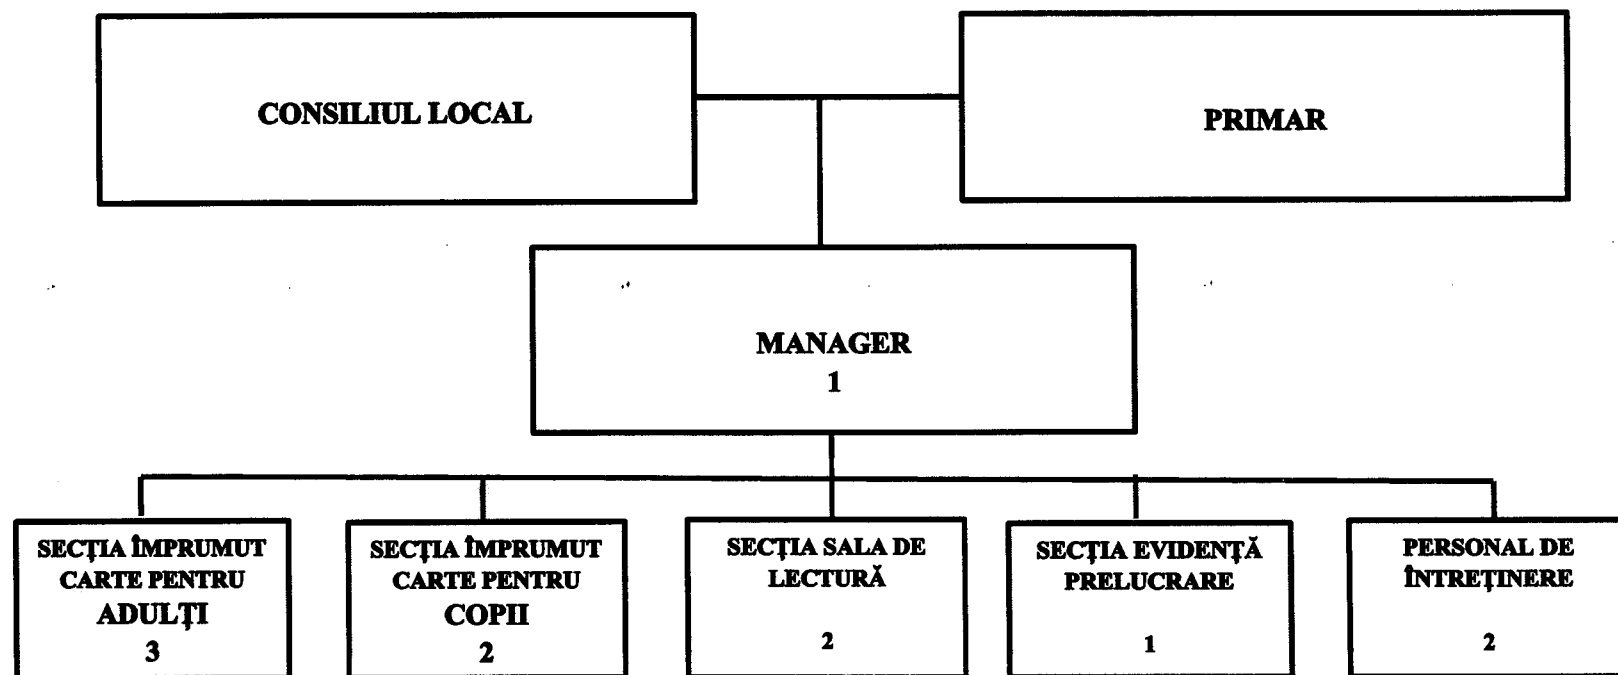 CONSILIUL LOCAL
PRIMAR
MANAGER
1
SECȚIA ÎMPRUMUT
CARTE PENTRU
ADULȚI
3
SECȚIA ÎMPRUMUT
CARTE PENTRU
COPII
2
SECȚIA SALA DE
LECTURĂ
2
SECȚIA EVIDENȚĂ
PRELUCRARE
1
PERSONAL DE
ÎNTREȚINERE
2